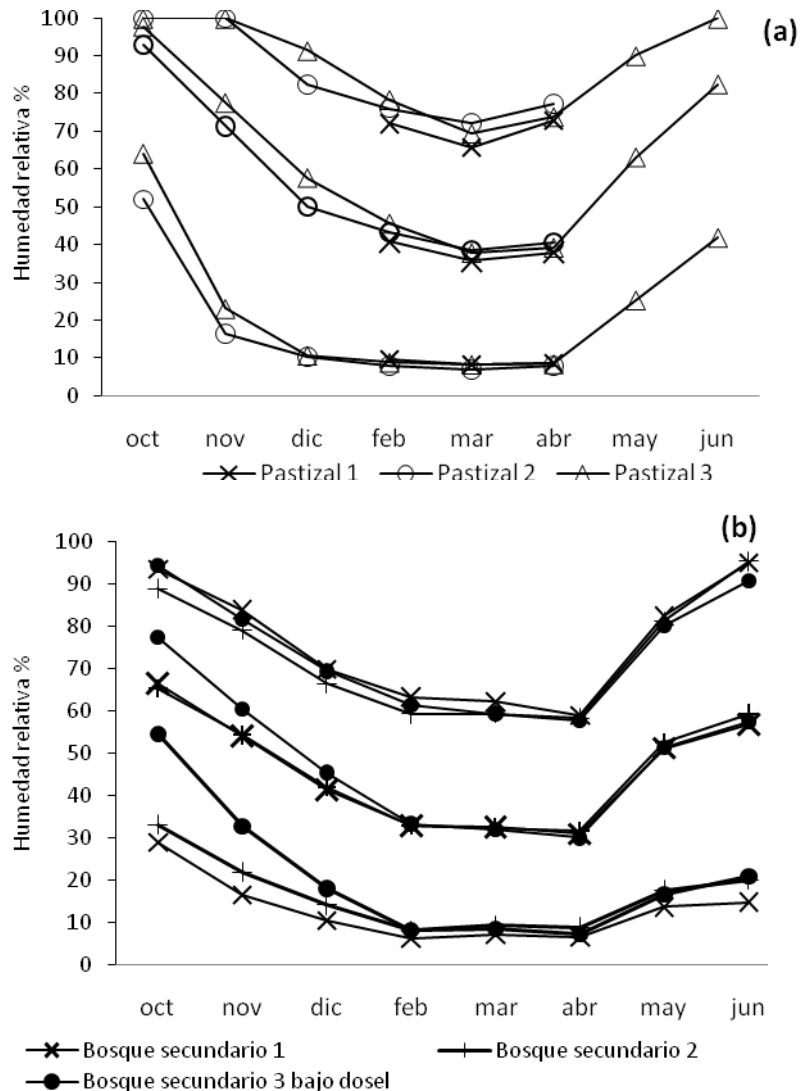 (a)
Humedad relativa %
100
90
80
70
60
50
40
30
20
10
0
oct nov dic feb mar abr may jun
Pastizal 1 Pastizal 2 Pastizal 3
(b)
Humedad relativa %
100
90
80
70
60
50
40
30
20
10
0
oct nov dic feb mar abr may jun
Bosque secundario 1 Bosque secundario 2
Bosque secundario 3 bajo dosel